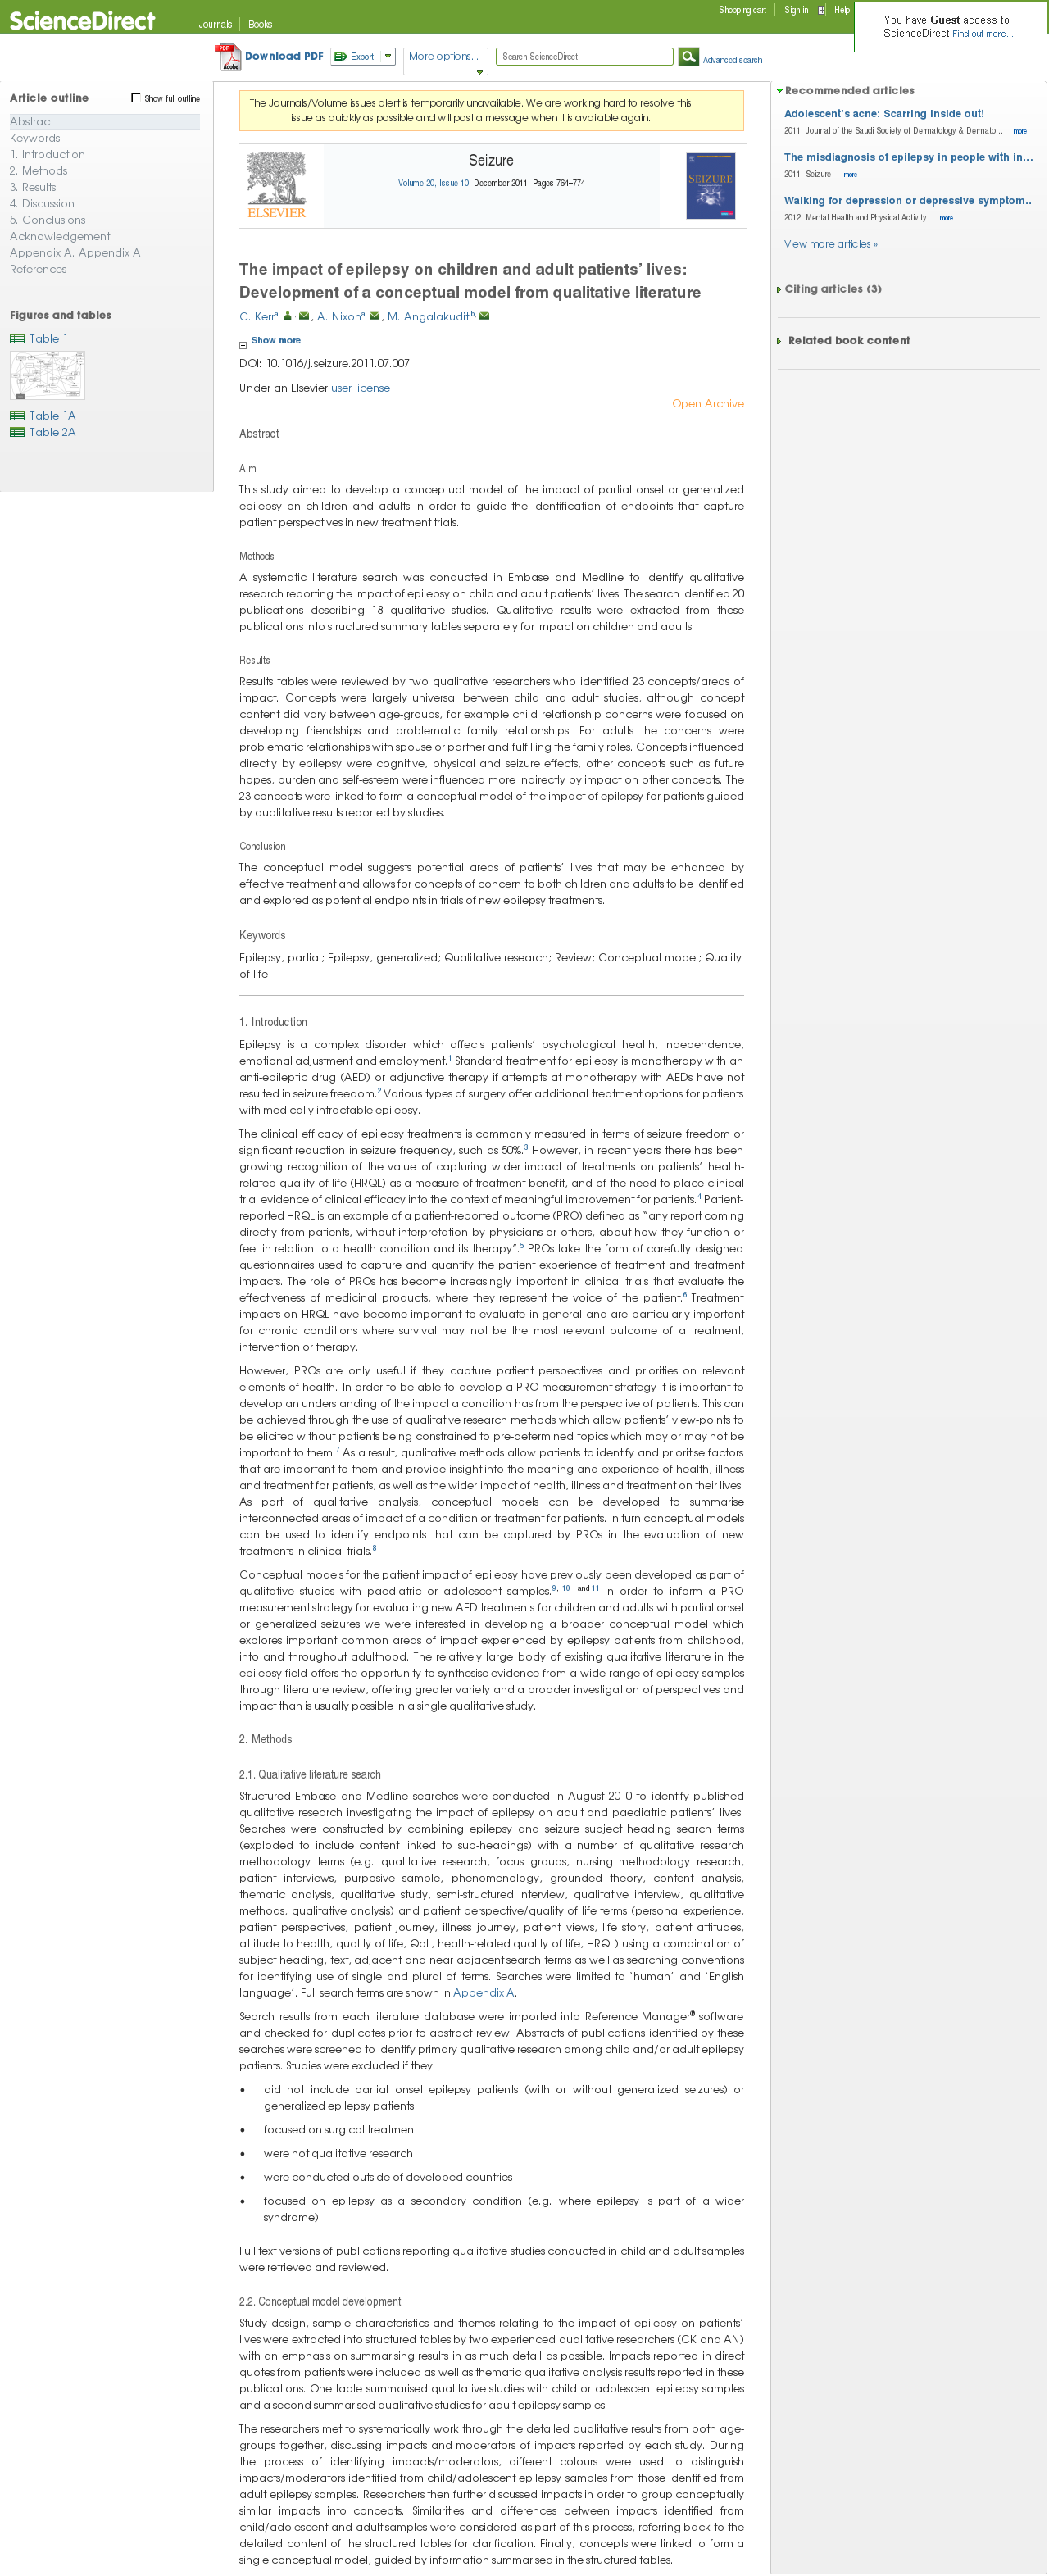 ScienceDirect
Journals
Books
Shopping cart
Sign in
Help
You have Guest access to
ScienceDirect Find out more...
Download PDF
Export
More options...
Search ScienceDirect
Advanced search
Article outline
Show full outline
Abstract
Keywords
1. Introduction
2. Methods
3. Results
4. Discussion
5. Conclusions
Acknowledgement
Appendix A. Appendix A
References
Figures and tables
Table 1
Table 1A
Table 2A
The Journals/Volume issues alert is temporarily unavailable. We are working hard to resolve this
issue as quickly as possible and will post a message when it is available again.
ELSEVIER
Seizure
Volume 20, Issue 10, December 2011, Pages 764–774
SEIZURE
The impact of epilepsy on children and adult patients’ lives:
Development of a conceptual model from qualitative literature
C. Kerra, , , A. Nixona, , M. Angalakuditib,
Show more
DOI: 10.1016/j.seizure.2011.07.007
Under an Elsevier user license
Open Archive
Abstract
Aim
This study aimed to develop a conceptual model of the impact of partial onset or generalized
epilepsy on children and adults in order to guide the identification of endpoints that capture
patient perspectives in new treatment trials.
Methods
A systematic literature search was conducted in Embase and Medline to identify qualitative
research reporting the impact of epilepsy on child and adult patients’ lives. The search identified 20
publications describing 18 qualitative studies. Qualitative results were extracted from these
publications into structured summary tables separately for impact on children and adults.
Results
Results tables were reviewed by two qualitative researchers who identified 23 concepts/areas of
impact. Concepts were largely universal between child and adult studies, although concept
content did vary between age-groups, for example child relationship concerns were focused on
developing friendships and problematic family relationships. For adults the concerns were
problematic relationships with spouse or partner and fulfilling the family roles. Concepts influenced
directly by epilepsy were cognitive, physical and seizure effects, other concepts such as future
hopes, burden and self-esteem were influenced more indirectly by impact on other concepts. The
23 concepts were linked to form a conceptual model of the impact of epilepsy for patients guided
by qualitative results reported by studies.
Conclusion
The conceptual model suggests potential areas of patients’ lives that may be enhanced by
effective treatment and allows for concepts of concern to both children and adults to be identified
and explored as potential endpoints in trials of new epilepsy treatments.
Keywords
Epilepsy, partial; Epilepsy, generalized; Qualitative research; Review; Conceptual model; Quality
of life
1. Introduction
Epilepsy is a complex disorder which affects patients’ psychological health, independence,
emotional adjustment and employment.1 Standard treatment for epilepsy is monotherapy with an
anti-epileptic drug (AED) or adjunctive therapy if attempts at monotherapy with AEDs have not
resulted in seizure freedom.2 Various types of surgery offer additional treatment options for patients
with medically intractable epilepsy.
The clinical efficacy of epilepsy treatments is commonly measured in terms of seizure freedom or
significant reduction in seizure frequency, such as 50%.3 However, in recent years there has been
growing recognition of the value of capturing wider impact of treatments on patients’ health-
related quality of life (HRQL) as a measure of treatment benefit, and of the need to place clinical
trial evidence of clinical efficacy into the context of meaningful improvement for patients.4 Patient-
reported HRQL is an example of a patient-reported outcome (PRO) defined as “any report coming
directly from patients, without interpretation by physicians or others, about how they function or
feel in relation to a health condition and its therapy”.5 PROs take the form of carefully designed
questionnaires used to capture and quantify the patient experience of treatment and treatment
impacts. The role of PROs has become increasingly important in clinical trials that evaluate the
effectiveness of medicinal products, where they represent the voice of the patient.6 Treatment
impacts on HRQL have become important to evaluate in general and are particularly important
for chronic conditions where survival may not be the most relevant outcome of a treatment,
intervention or therapy.
However, PROs are only useful if they capture patient perspectives and priorities on relevant
elements of health. In order to be able to develop a PRO measurement strategy it is important to
develop an understanding of the impact a condition has from the perspective of patients. This can
be achieved through the use of qualitative research methods which allow patients’ view-points to
be elicited without patients being constrained to pre-determined topics which may or may not be
important to them.7 As a result, qualitative methods allow patients to identify and prioritise factors
that are important to them and provide insight into the meaning and experience of health, illness
and treatment for patients, as well as the wider impact of health, illness and treatment on their lives.
As part of qualitative analysis, conceptual models can be developed to summarise
interconnected areas of impact of a condition or treatment for patients. In turn conceptual models
can be used to identify endpoints that can be captured by PROs in the evaluation of new
treatments in clinical trials.8
Conceptual models for the patient impact of epilepsy have previously been developed as part of
qualitative studies with paediatric or adolescent samples.9, 10 and 11 In order to inform a PRO
measurement strategy for evaluating new AED treatments for children and adults with partial onset
or generalized seizures we were interested in developing a broader conceptual model which
explores important common areas of impact experienced by epilepsy patients from childhood,
into and throughout adulthood. The relatively large body of existing qualitative literature in the
epilepsy field offers the opportunity to synthesise evidence from a wide range of epilepsy samples
through literature review, offering greater variety and a broader investigation of perspectives and
impact than is usually possible in a single qualitative study.
2. Methods
2.1. Qualitative literature search
Structured Embase and Medline searches were conducted in August 2010 to identify published
qualitative research investigating the impact of epilepsy on adult and paediatric patients’ lives.
Searches were constructed by combining epilepsy and seizure subject heading search terms
(exploded to include content linked to sub-headings) with a number of qualitative research
methodology terms (e.g. qualitative research, focus groups, nursing methodology research,
patient interviews, purposive sample, phenomenology, grounded theory, content analysis,
thematic analysis, qualitative study, semi-structured interview, qualitative interview, qualitative
methods, qualitative analysis) and patient perspective/quality of life terms (personal experience,
patient perspectives, patient journey, illness journey, patient views, life story, patient attitudes,
attitude to health, quality of life, QoL, health-related quality of life, HRQL) using a combination of
subject heading, text, adjacent and near adjacent search terms as well as searching conventions
for identifying use of single and plural of terms. Searches were limited to ‘human’ and ‘English
language’. Full search terms are shown in Appendix A.
Search results from each literature database were imported into Reference Manager® software
and checked for duplicates prior to abstract review. Abstracts of publications identified by these
searches were screened to identify primary qualitative research among child and/or adult epilepsy
patients. Studies were excluded if they:
• did not include partial onset epilepsy patients (with or without generalized seizures) or
generalized epilepsy patients
• focused on surgical treatment
• were not qualitative research
• were conducted outside of developed countries
• focused on epilepsy as a secondary condition (e.g. where epilepsy is part of a wider
syndrome).
Full text versions of publications reporting qualitative studies conducted in child and adult samples
were retrieved and reviewed.
2.2. Conceptual model development
Study design, sample characteristics and themes relating to the impact of epilepsy on patients’
lives were extracted into structured tables by two experienced qualitative researchers (CK and AN)
with an emphasis on summarising results in as much detail as possible. Impacts reported in direct
quotes from patients were included as well as thematic qualitative analysis results reported in these
publications. One table summarised qualitative studies with child or adolescent epilepsy samples
and a second summarised qualitative studies for adult epilepsy samples.
The researchers met to systematically work through the detailed qualitative results from both age-
groups together, discussing impacts and moderators of impacts reported by each study. During
the process of identifying impacts/moderators, different colours were used to distinguish
impacts/moderators identified from child/adolescent epilepsy samples from those identified from
adult epilepsy samples. Researchers then further discussed impacts in order to group conceptually
similar impacts into concepts. Similarities and differences between impacts identified from
child/adolescent and adult samples were considered as part of this process, referring back to the
detailed content of the structured tables for clarification. Finally, concepts were linked to form a
single conceptual model, guided by information summarised in the structured tables.
Recommended articles
Adolescent’s acne: Scarring inside out!
2011, Journal of the Saudi Society of Dermatology & Dermato... more
The misdiagnosis of epilepsy in people with in...
2011, Seizure more
Walking for depression or depressive symptom..
2012, Mental Health and Physical Activity more
View more articles »
Citing articles (3)
Related book content